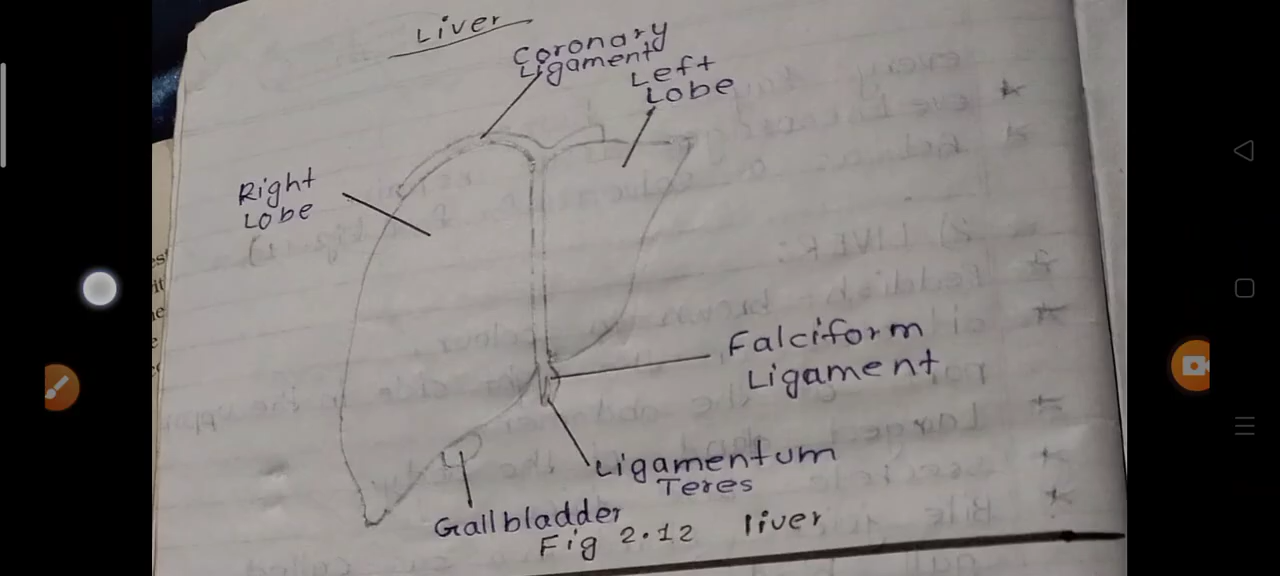 Liver
Coronary
Ligament
Left
Lobe
Right
Lobe
Falciform
Ligament
Ligamentum
Teres
Gallbladder
Fig 2.12 liver